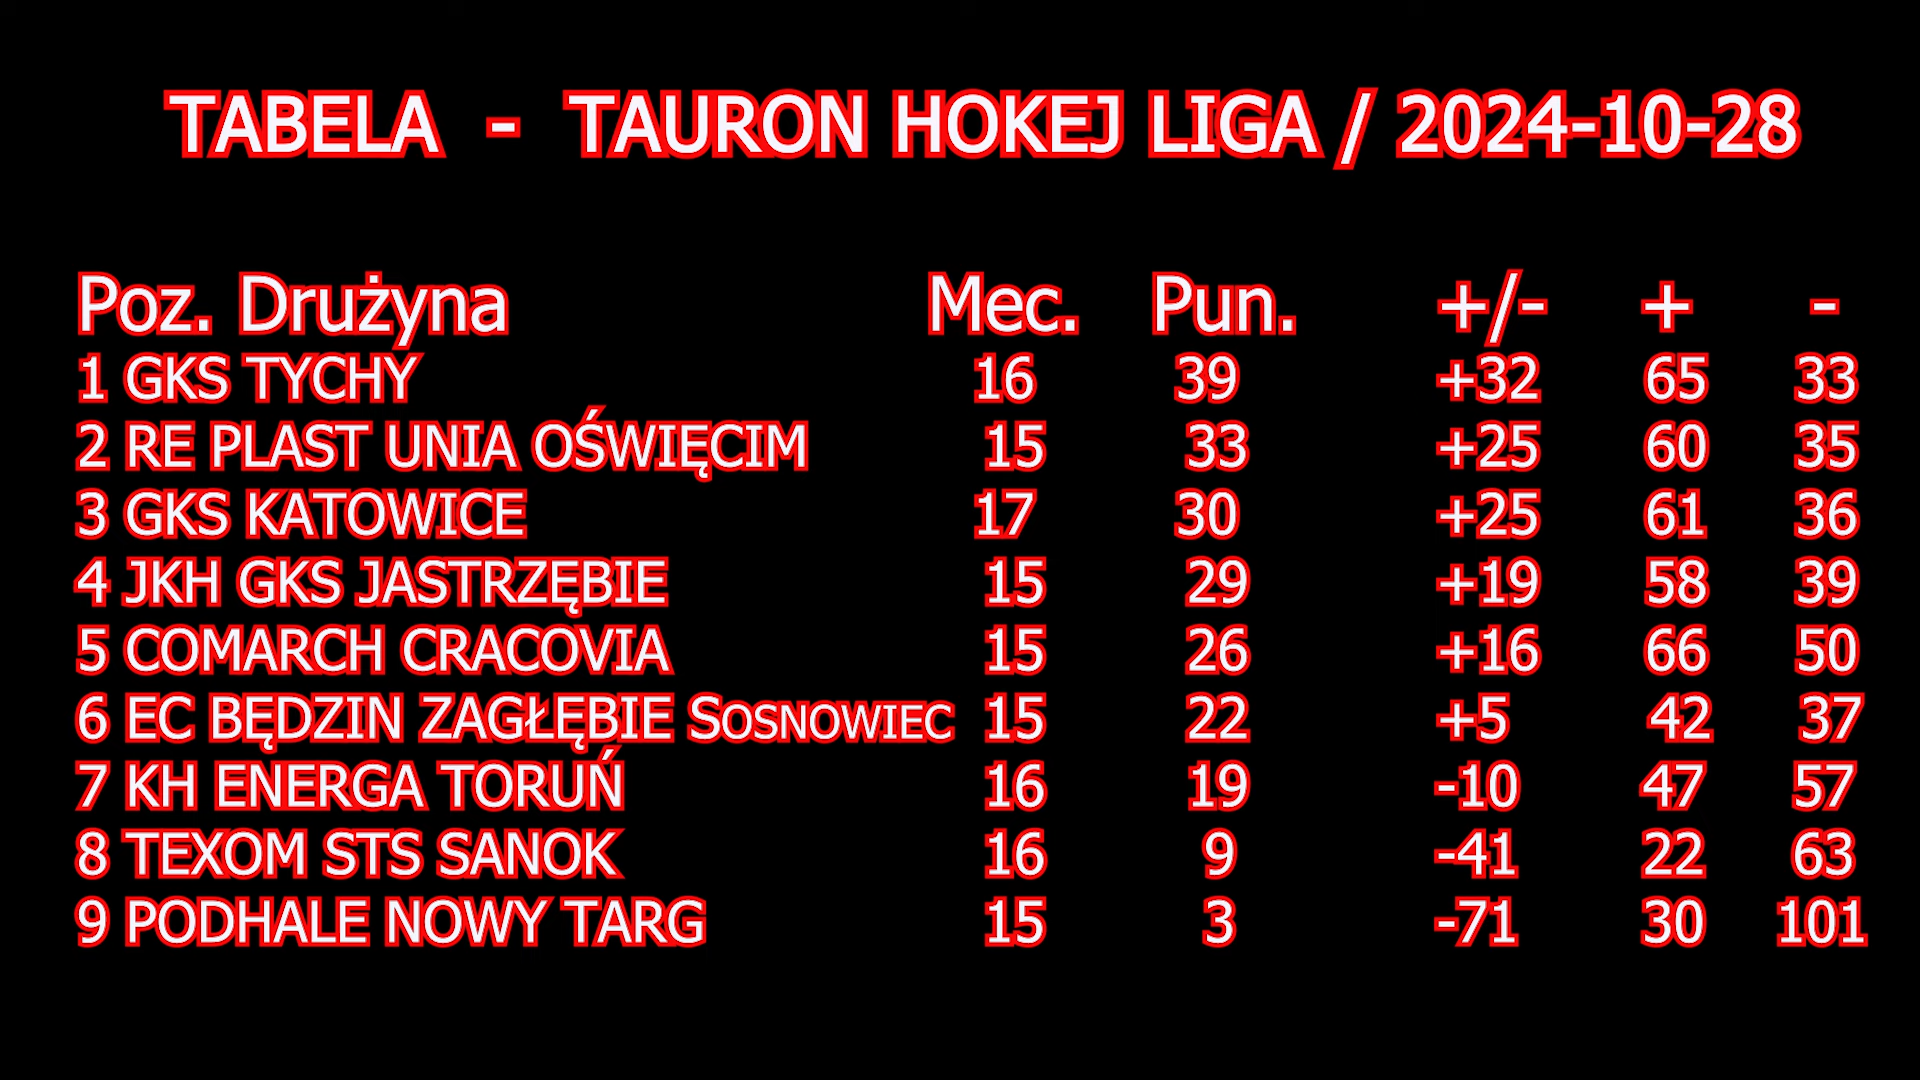 TABELA - TAURON HOKEJ LIGA / 2024-10-28
Poz. Drużyna Mec. Pun. +/- + -
1 GKS TYCHY 16 39 +32 65 33
2 RE PLAST UNIA OŚWIĘCIM 15 33 +25 60 35
3 GKS KATOWICE 17 30 +25 61 36
4 JKH GKS JASTRZĘBIE 15 29 +19 58 39
5 COMARCH CRACOVIA 15 26 +16 66 50
6 EC BĘDZIN ZAGŁĘBIE SOSNOWIEC 15 22 +5 42 37
7 KH ENERGA TORUŃ 16 19 -10 47 57
8 TEXOM STS SANOK 16 9 -41 22 63
9 PODHALE NOWY TARG 15 3 -71 30 101